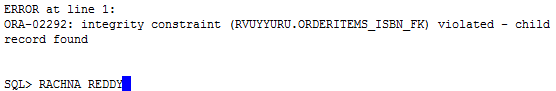 ERROR at line 1:
ORA-02292: integrity constraint (RVUYYURU.ORDERITEMS_ISBN_FK) violated - child
record found
SQL> RACHNA REDDY